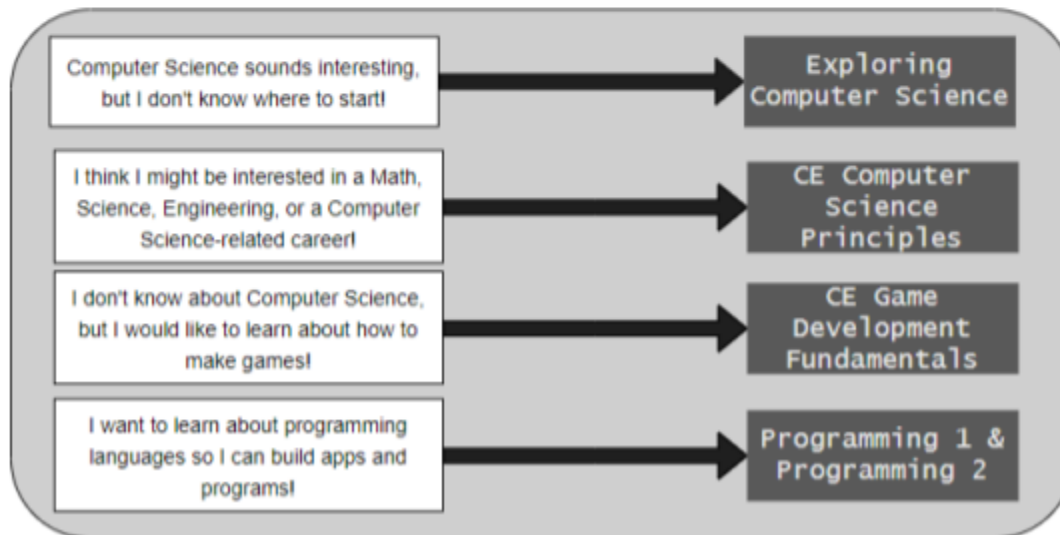 Computer Science sounds interesting,
but I don't know where to start!
Exploring
Computer Science
I think I might be interested in a Math,
Science, Engineering, or a Computer
Science-related career!
CE Computer
Science
Principles
I don't know about Computer Science,
but I would like to learn about how to
make games!
CE Game
Development
Fundamentals
I want to learn about programming
languages so I can build apps and
programs!
Programming 1 &
Programming 2